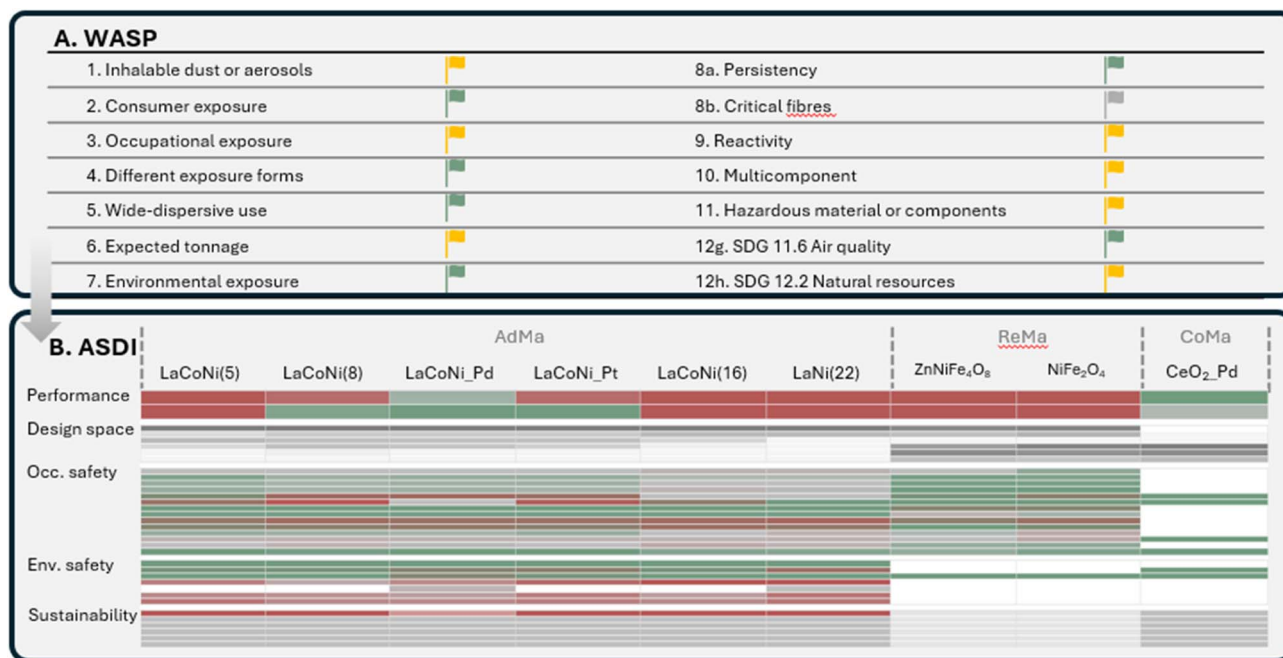 A. WASP
1. Inhalable dust or aerosols
2. Consumer exposure
3. Occupational exposure
4. Different exposure forms
5. Wide-dispersive use
6. Expected tonnage
7. Environmental exposure
8a. Persistency
8b. Critical fibres
9. Reactivity
10. Multicomponent
11. Hazardous material or components
12g. SDG 11.6 Air quality
12h. SDG 12.2 Natural resources
B. ASDI
AdMa ReMa CoMa
LaCoNi(5) LaCoNi(8) LaCoNi_Pd LaCoNi_Pt LaCoNi(16) LaNi(22) ZnNiFe₄O₈ NiFe₂O₄ CeO₂_Pd
Performance
Design space
Occ. safety
Env. safety
Sustainability